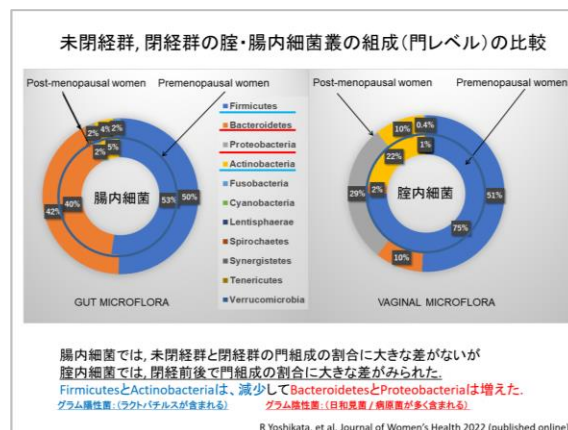 未閉経群, 閉経群の腟・腸内細菌叢の組成(門レベル)の比較
Post-menopausal women
Premenopausal women
2%
4%
2%
2%
5%
腸内細菌
42%
40%
53%
50%
GUT MICROFLORA
Firmicutes
Bacteroidetes
Proteobacteria
Actinobacteria
Fusobacteria
Cyanobacteria
Lentisphaerae
Spirochaetes
Synergistetes
Tenericutes
Verrucomicrobia
Post-menopausal women
Premenopausal women
10%
0.4%
22%
1%
腟内細菌
29%
2%
51%
75%
10%
VAGINAL MICROFLORA
腸内細菌では, 未閉経群と閉経群の門組成の割合に大きな差がないが
腟内細菌では, 閉経前後で門組成の割合に大きな差がみられた.
FirmicutesとActinobacteriaは、減少してBacteroidetesとProteobacteriaは増えた.
グラム陽性菌:(ラクトバチルスが含まれる) グラム陰性菌:(日和見菌 / 病原菌が多く含まれる)
R Yoshikata, et al. Journal of Women's Health 2022 (published online)